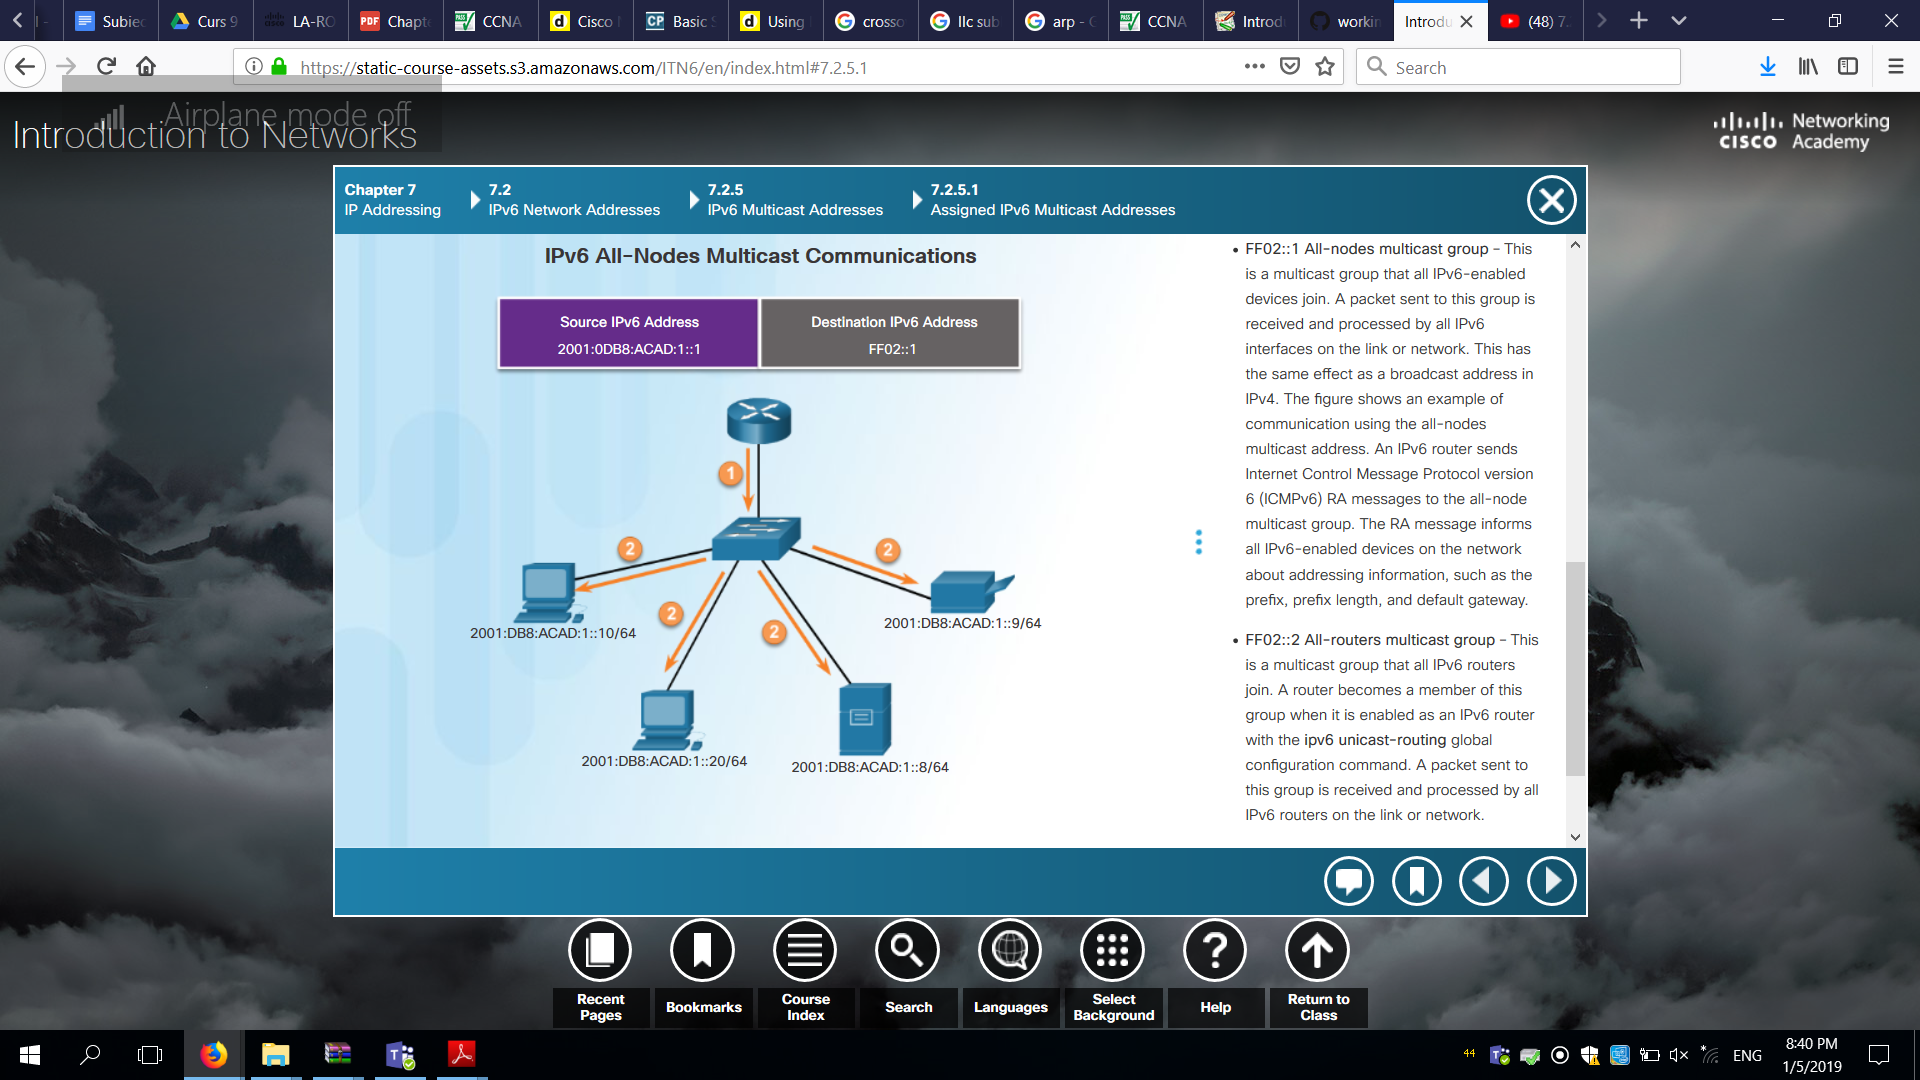 Subiec
Curs 9
LA-RO
Chapte
CCNA
Cisco
Basic S
Using
crosso
llc sub
arp - G
CCNA
Introdu
workin
Introdu
(48) 7.
https://static-course-assets.s3.amazonaws.com/ITN6/en/index.html#7.2.5.1
Search
Airplane mode off
Introduction to Networks
CISCO
Networking
Academy
Chapter 7
IP Addressing
7.2
IPv6 Network Addresses
7.2.5
IPv6 Multicast Addresses
7.2.5.1
Assigned IPv6 Multicast Addresses
IPv6 All-Nodes Multicast Communications
Source IPv6 Address
2001:0DB8:ACAD:1::1
Destination IPv6 Address
FF02::1
1
2
2
2
2
2001:DB8:ACAD:1::10/64
2001:DB8:ACAD:1::9/64
2001:DB8:ACAD:1::20/64
2001:DB8:ACAD:1::8/64
• FF02::1 All-nodes multicast group – This
is a multicast group that all IPv6-enabled
devices join. A packet sent to this group is
received and processed by all IPv6
interfaces on the link or network. This has
the same effect as a broadcast address in
IPv4. The figure shows an example of
communication using the all-nodes
multicast address. An IPv6 router sends
Internet Control Message Protocol version
6 (ICMPv6) RA messages to the all-node
multicast group. The RA message informs
all IPv6-enabled devices on the network
about addressing information, such as the
prefix, prefix length, and default gateway.
• FF02::2 All-routers multicast group – This
is a multicast group that all IPv6 routers
join. A router becomes a member of this
group when it is enabled as an IPv6 router
with the ipv6 unicast-routing global
configuration command. A packet sent to
this group is received and processed by all
IPv6 routers on the link or network.
Recent
Pages
Bookmarks
Course
Index
Search
Languages
Select
Background
Help
Return to
Class
44
ENG
8:40 PM
1/5/2019